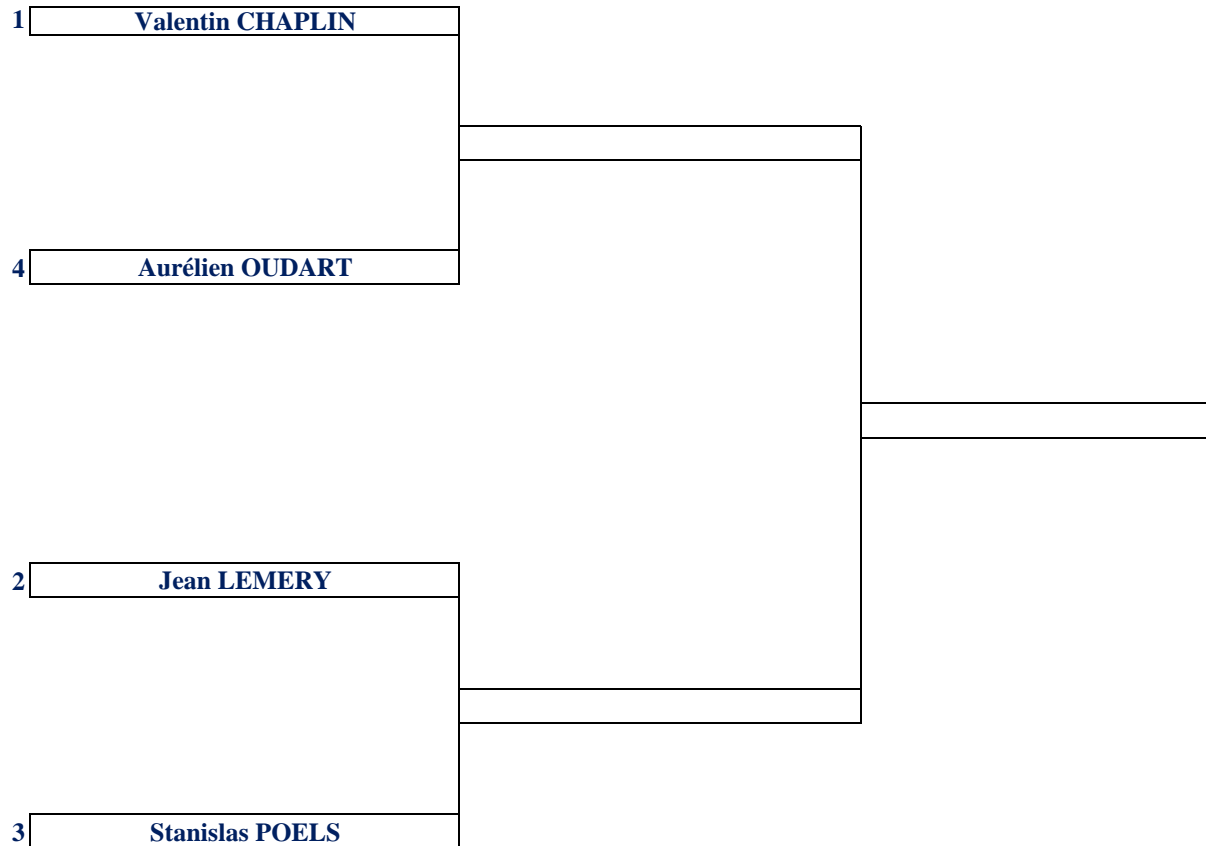 1 Valentin CHAPLIN
4 Aurélien OUDART
2 Jean LEMERY
3 Stanislas POELS